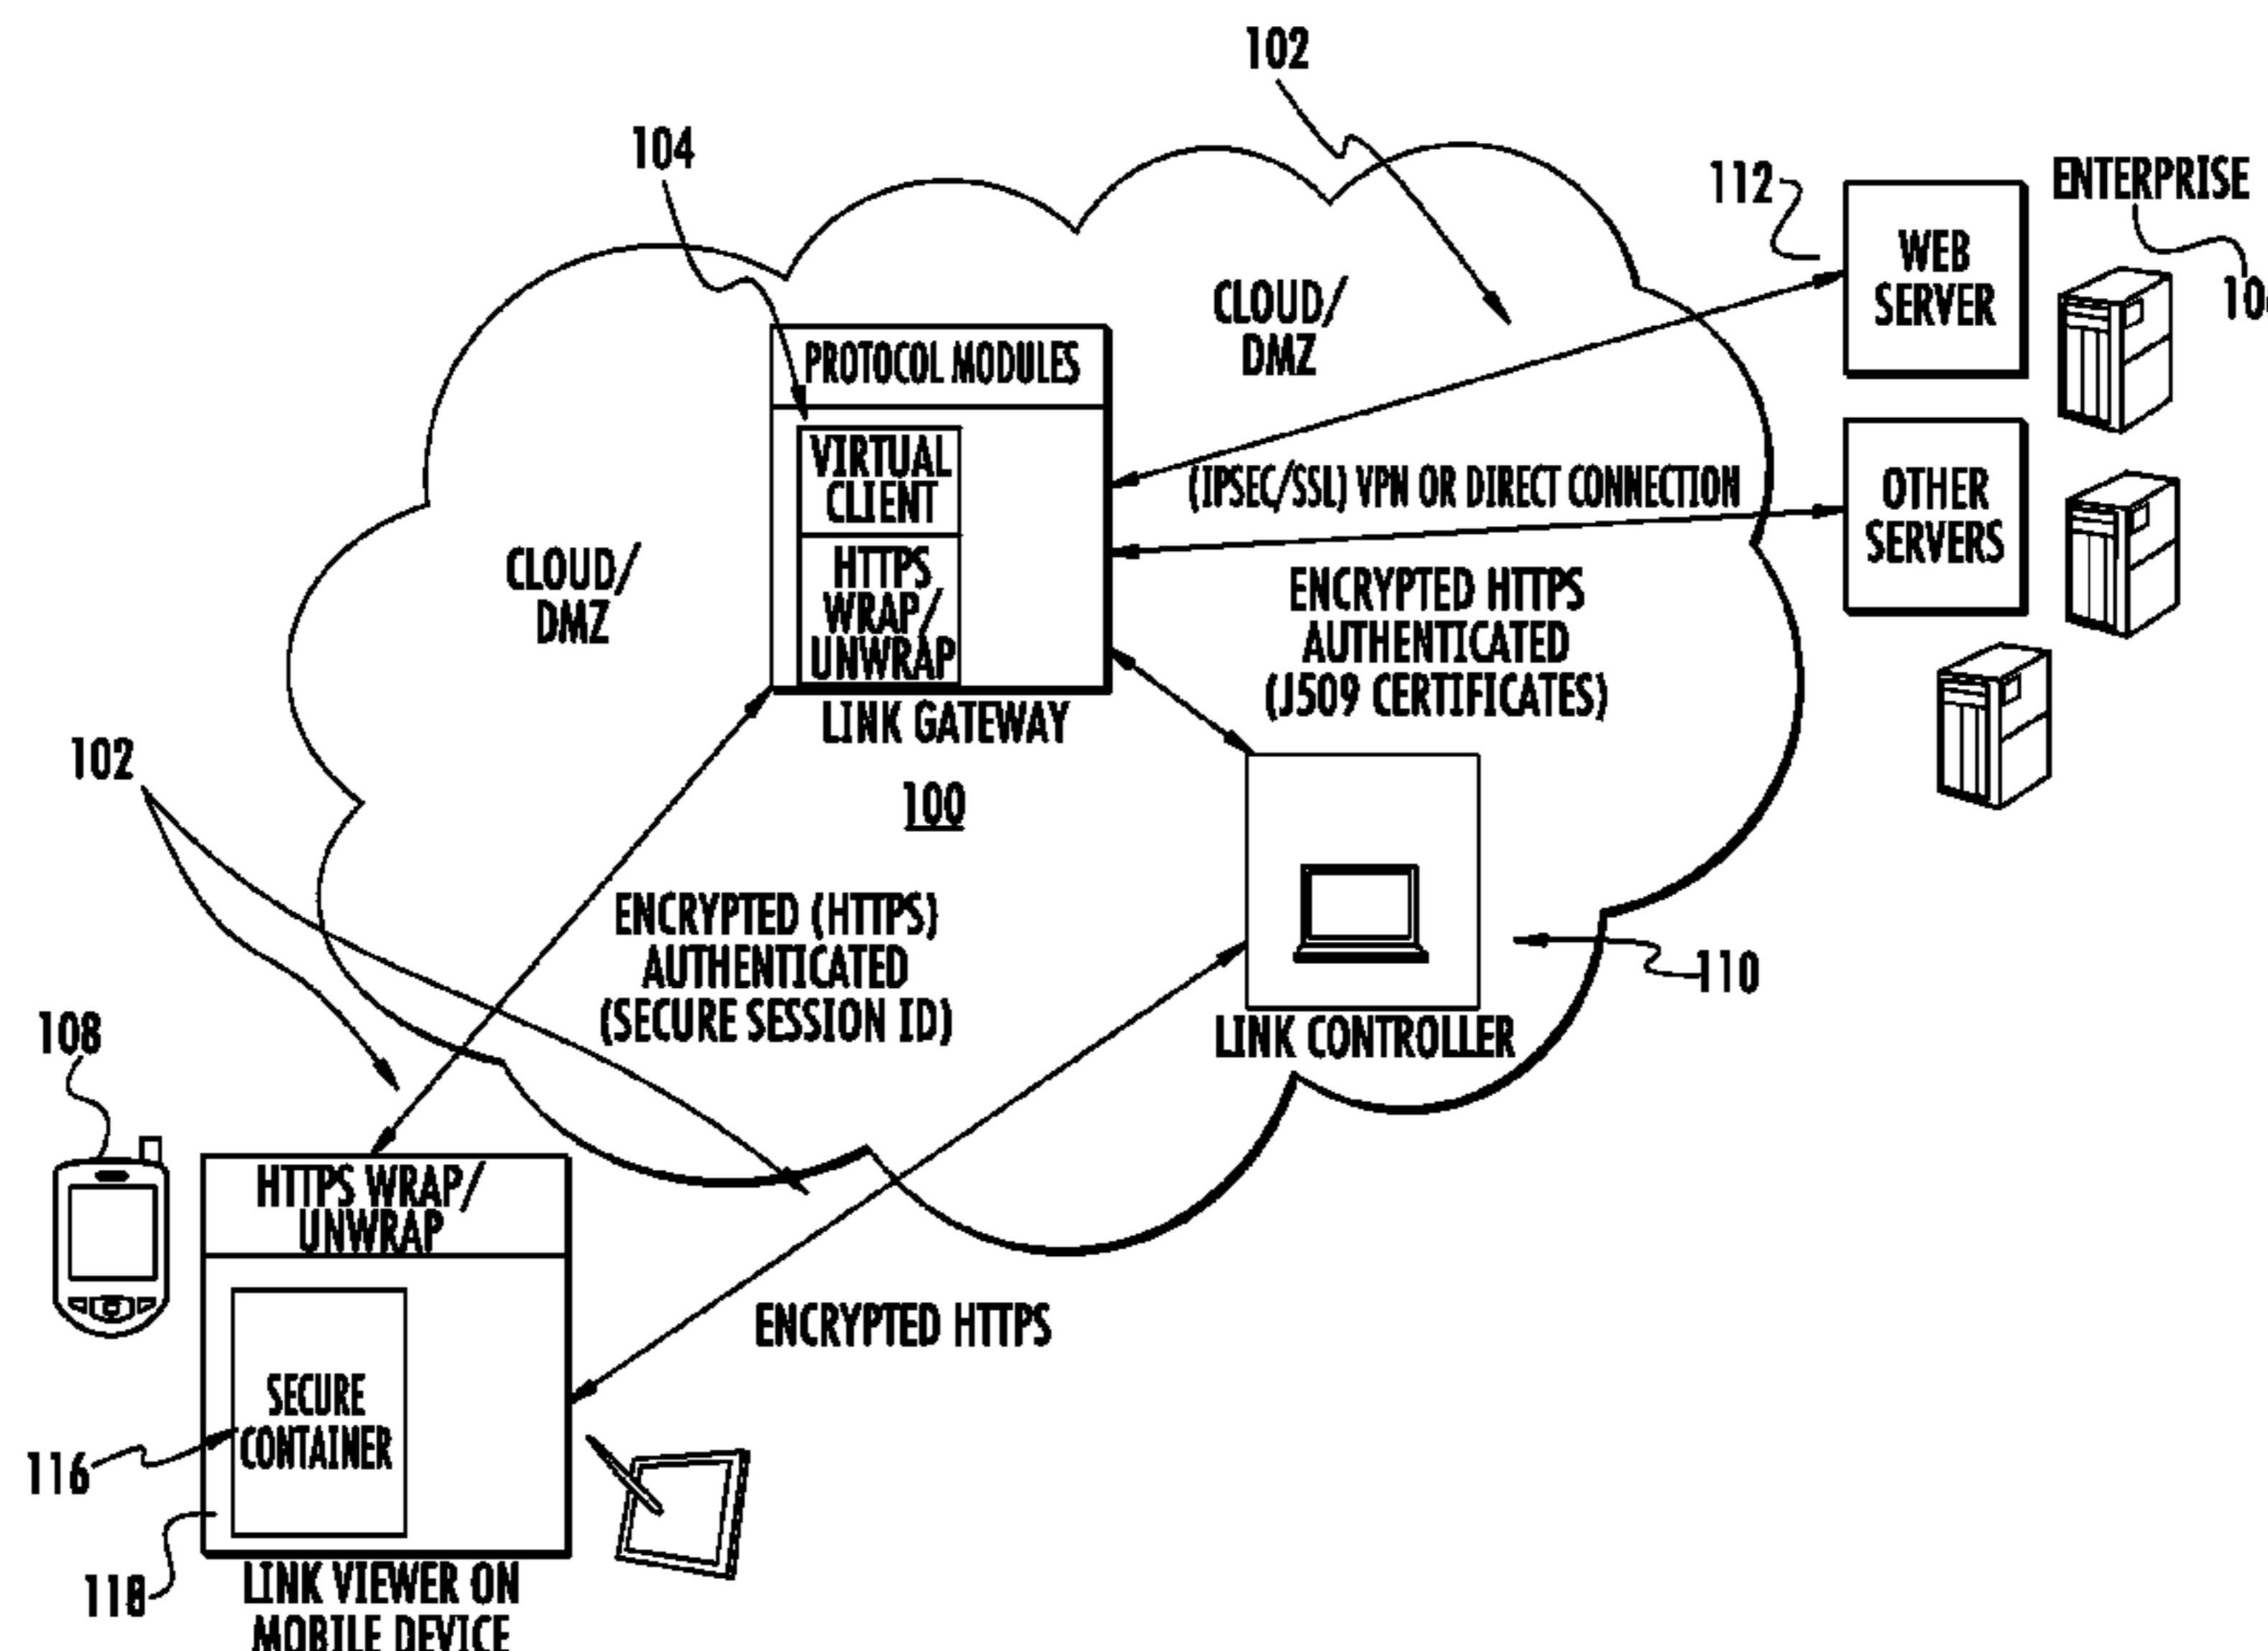 102
104
112
ENTERPRISE
WEB
SERVER
CLOUD/
DMZ
PROTOCOL MODULES
VIRTUAL
CLIENT
(IPSEC/SSL) VPN OR DIRECT CONNECTION
OTHER
SERVERS
CLOUD/
DMZ
HTTPS
WRAP/
UNWRAP
ENCRYPTED HTTPS
AUTHENTICATED
(J509 CERTIFICATES)
LINK GATEWAY
100
102
ENCRYPTED (HTTPS)
AUTHENTICATED
(SECURE SESSION ID)
110
LINK CONTROLLER
108
HTTPS WRAP/
UNWRAP
ENCRYPTED HTTPS
SECURE
CONTAINER
116
118
LINK VIEWER ON
MOBILE DEVICE